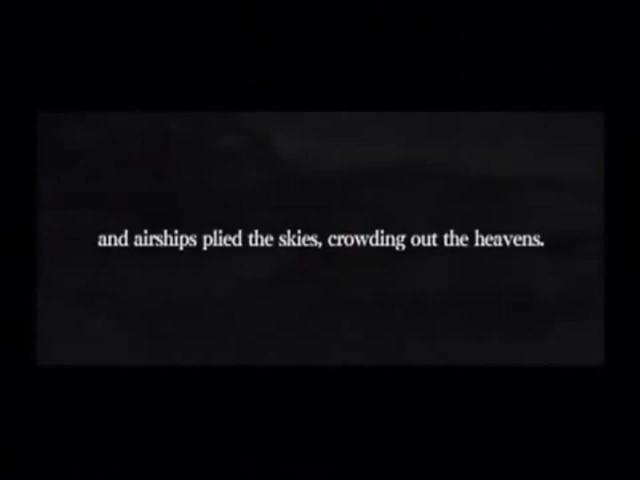 and airships plied the skies, crowding out the heavens.